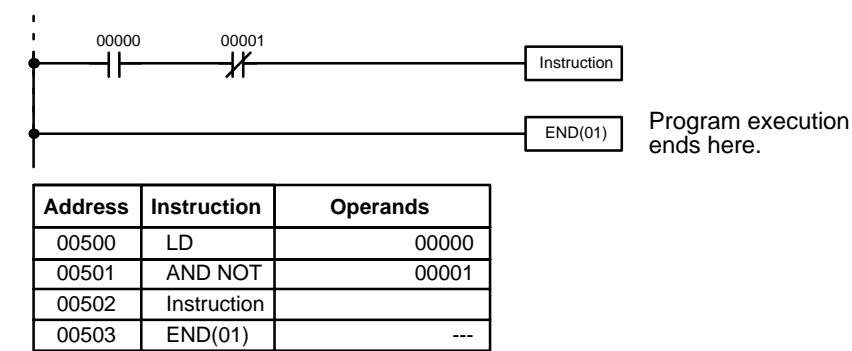 00000 00001
Instruction
END(01)
Program execution
ends here.
Address Instruction Operands
00500 LD 00000
00501 AND NOT 00001
00502 Instruction
00503 END(01) ---